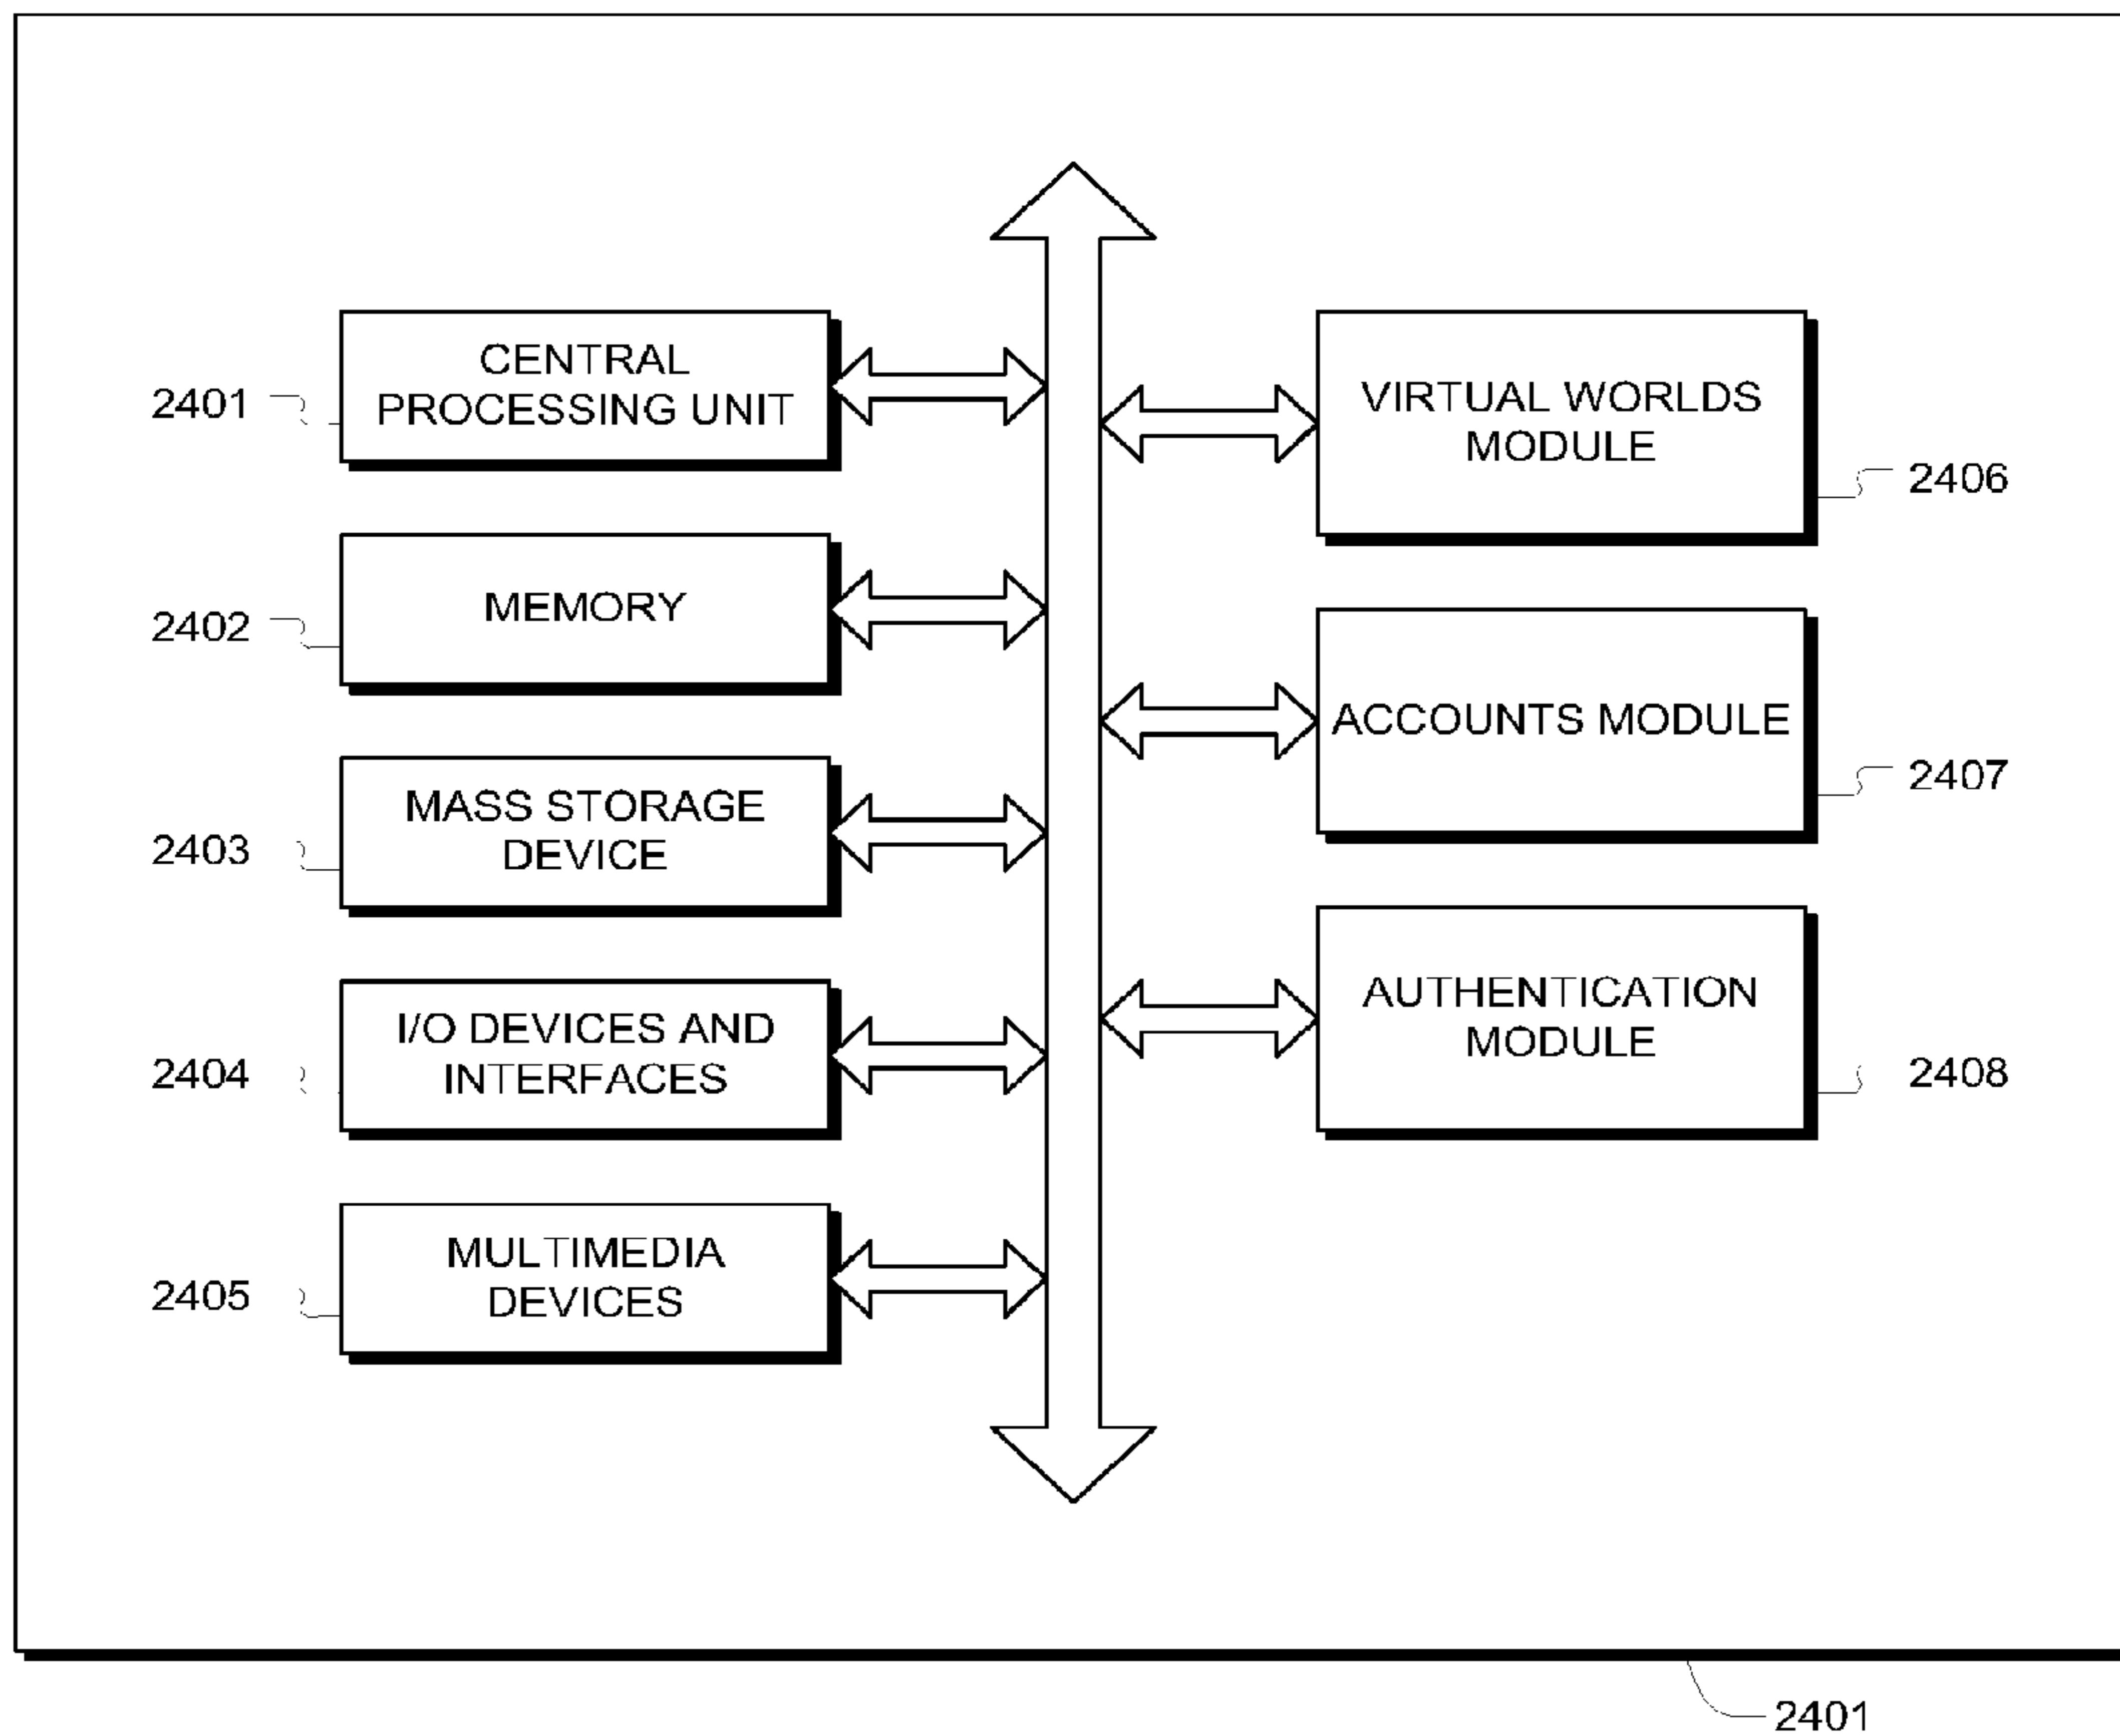 CENTRAL
PROCESSING UNIT
2401
MEMORY
2402
MASS STORAGE
DEVICE
2403
I/O DEVICES AND
INTERFACES
2404
MULTIMEDIA
DEVICES
2405
VIRTUAL WORLDS
MODULE
2406
ACCOUNTS MODULE
2407
AUTHENTICATION
MODULE
2408
2401